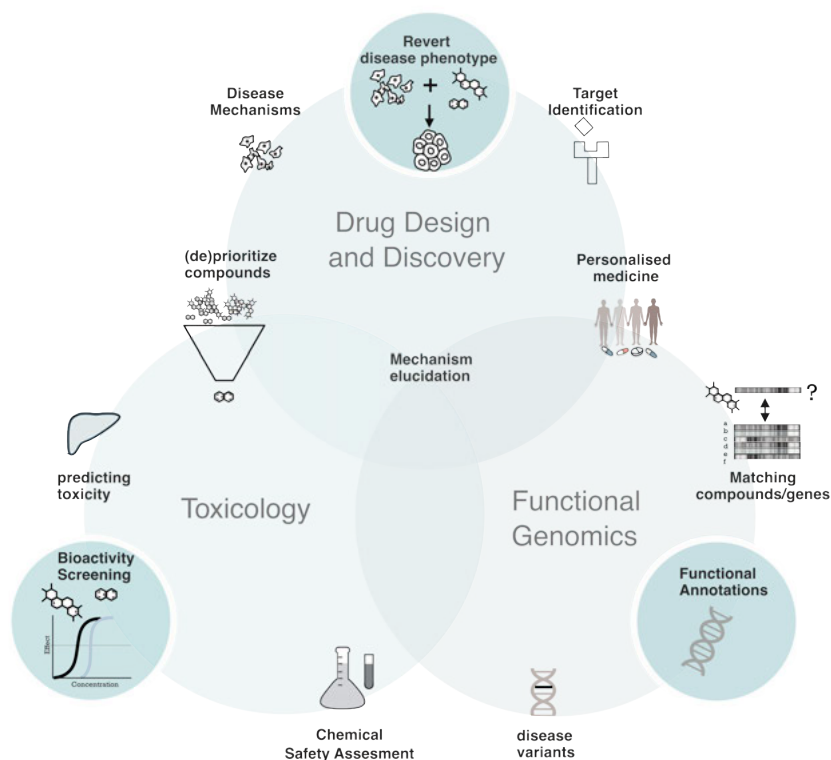 Revert
disease phenotype
+
Disease
Mechanisms
Target
Identification
Drug Design
and Discovery
(de)prioritize
compounds
Personalised
medicine
Mechanism
elucidation
?
a
b
c
d
e
f
Matching
compounds/genes
predicting
toxicity
Toxicology
Functional
Genomics
Bioactivity
Screening
Effect
Concentration
Functional
Annotations
Chemical
Safety Assesment
disease
variants